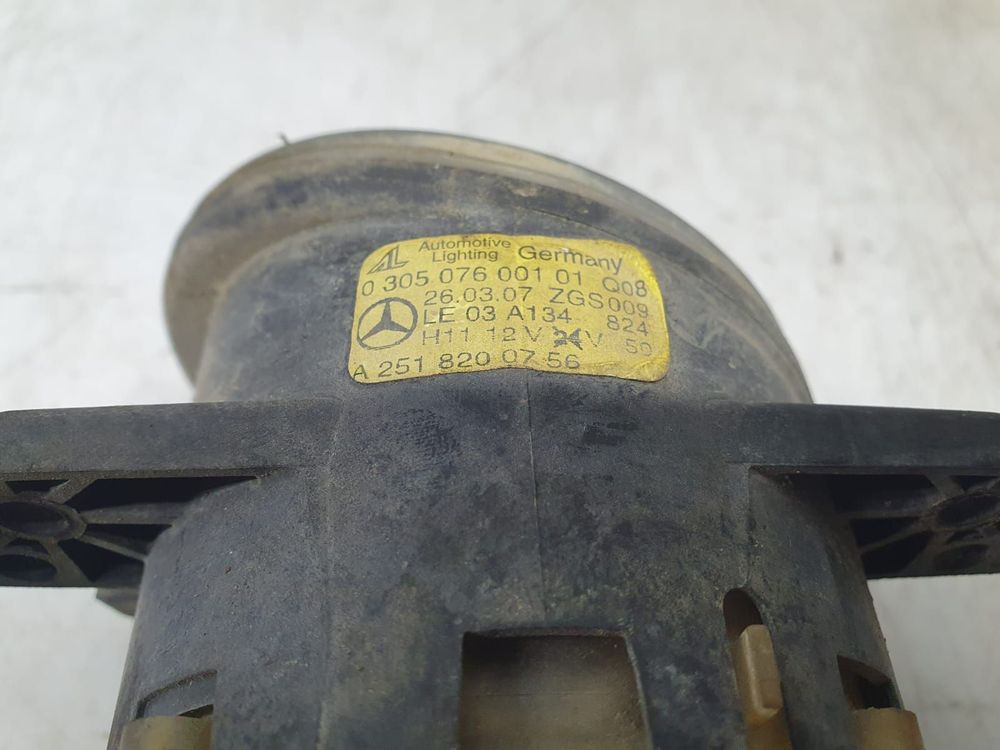 AL Automotive Lighting Germany
0 305 076 001 01 Q08
26.03.07 ZGS 009
LE 03 A134 824
H11 12 V 24 V 50
A 251 820 07 56